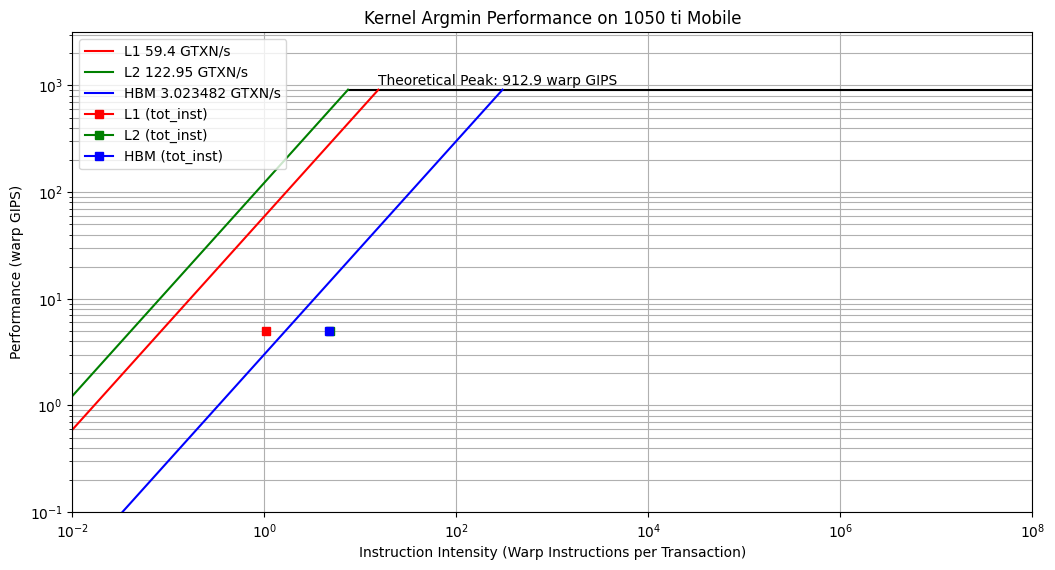 Kernel Argmin Performance on 1050 ti Mobile
L1 59.4 GTXN/s
L2 122.95 GTXN/s
HBM 3.023482 GTXN/s
L1 (tot_inst)
L2 (tot_inst)
HBM (tot_inst)
Theoretical Peak: 912.9 warp GIPS
Performance (warp GIPS)
10³
10²
10¹
10⁰
10⁻¹
10⁻² 10⁰ 10² 10⁴ 10⁶ 10⁸
Instruction Intensity (Warp Instructions per Transaction)